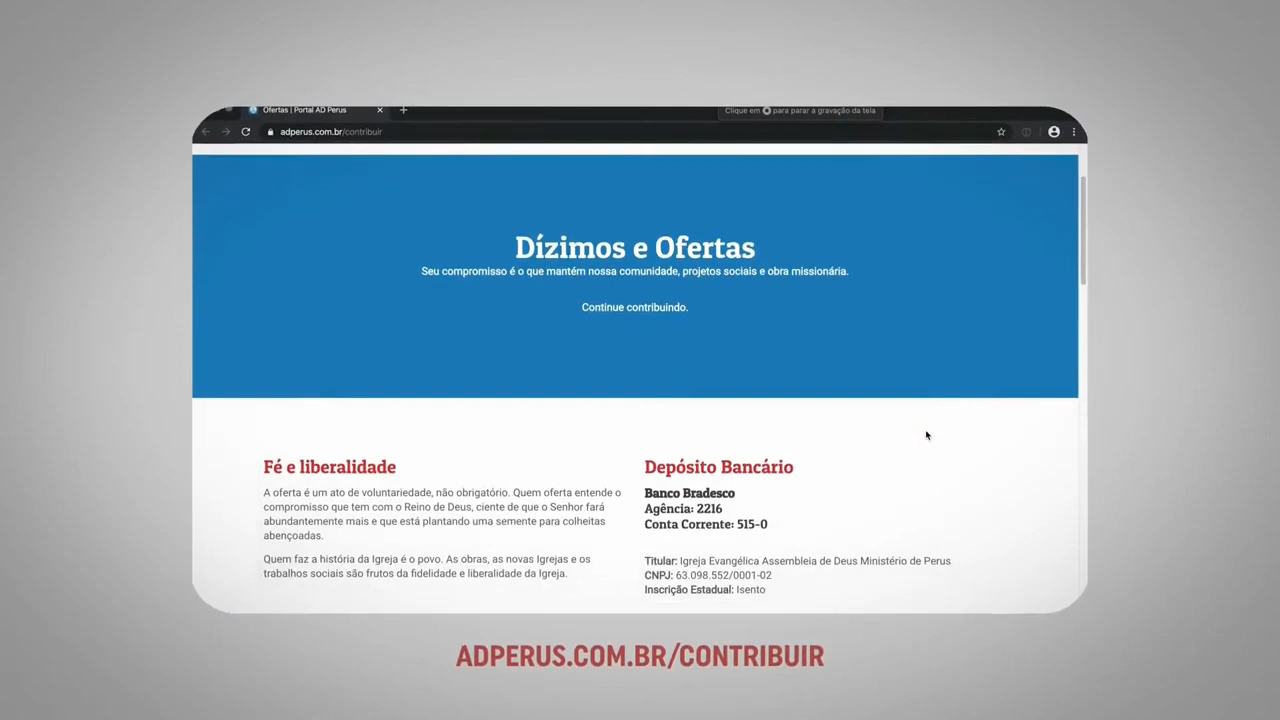 Ofertas | Portal AD Perus
Clique em para parar a gravação da tela
adperus.com.br/contribuir
Dízimos e Ofertas
Seu compromisso é o que mantém nossa comunidade, projetos sociais e obra missionária.
Continue contribuindo.
Fé e liberalidade
A oferta é um ato de voluntariedade, não obrigatório. Quem oferta entende o
compromisso que tem com o Reino de Deus, ciente de que o Senhor fará
abundantemente mais e que está plantando uma semente para colheitas
abençoadas.
Quem faz a história da Igreja é o povo. As obras, as novas Igrejas e os
trabalhos sociais são frutos da fidelidade e liberalidade da Igreja.
Depósito Bancário
Banco Bradesco
Agência: 2216
Conta Corrente: 515-0
Titular: Igreja Evangélica Assembleia de Deus Ministério de Perus
CNPJ: 63.098.552/0001-02
Inscrição Estadual: Isento
ADPERUS.COM.BR/CONTRIBUIR